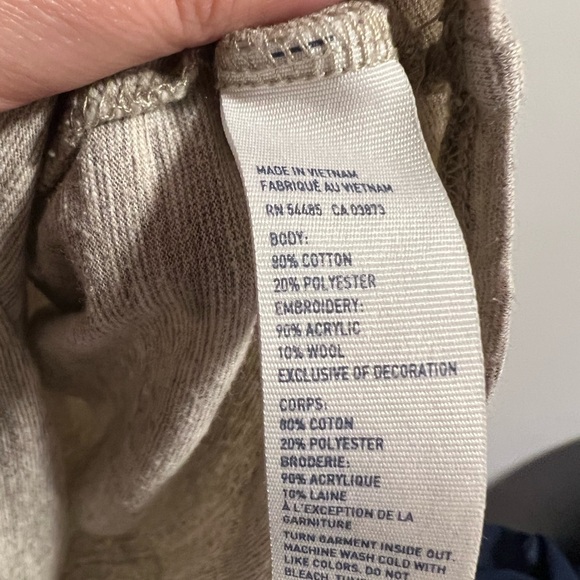 MADE IN VIETNAM
FABRIQUÉ AU VIETNAM
RN 54485 CA 03873
BODY:
80% COTTON
20% POLYESTER
EMBROIDERY:
90% ACRYLIC
10% WOOL
EXCLUSIVE OF DECORATION
CORPS:
80% COTON
20% POLYESTER
BRODERIE:
90% ACRYLIQUE
10% LAINE
À L'EXCEPTION DE LA
GARNITURE
TURN GARMENT INSIDE OUT.
MACHINE WASH COLD WITH
LIKE COLORS. DO NOT
BLEACH.